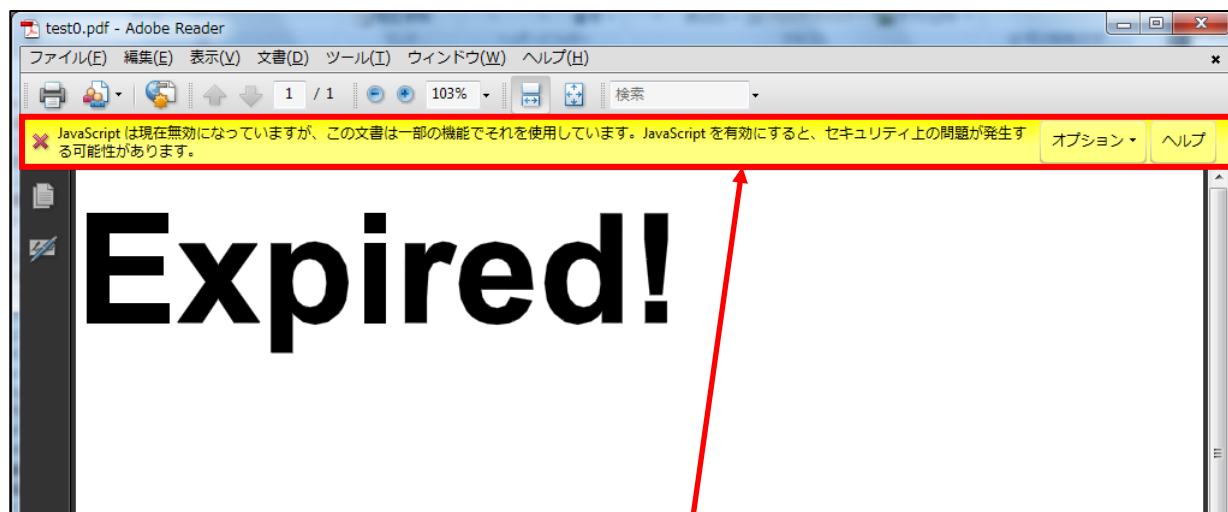 test0.pdf - Adobe Reader
ファイル(F) 編集(E) 表示(V) 文書(D) ツール(T) ウィンドウ(W) ヘルプ(H)
1 / 1 103% 検索
JavaScript は現在無効になっていますが、この文書は一部の機能でそれを使用しています。JavaScript を有効にすると、セキュリティ上の問題が発生す
る可能性があります。
オプション ヘルプ
Expired!